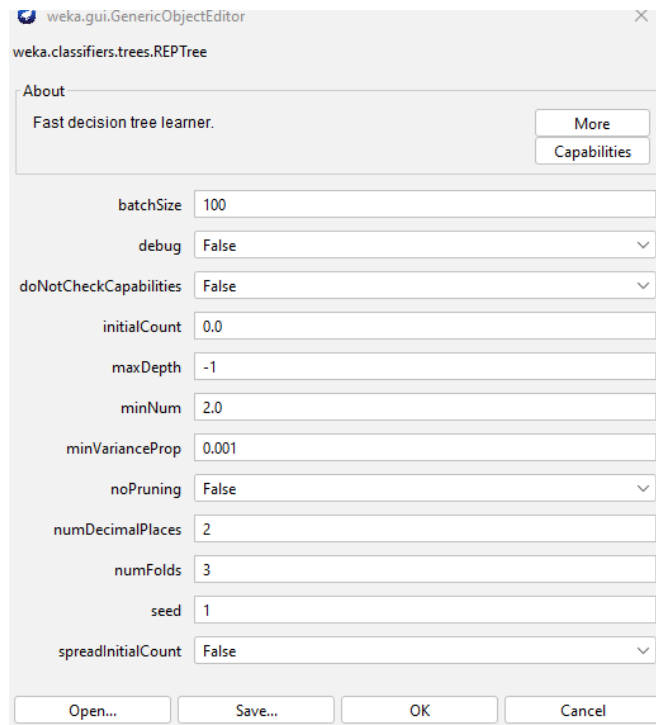 weka.gui.GenericObjectEditor
weka.classifiers.trees.REPTree
About
Fast decision tree learner.
More
Capabilities
batchSize 100
debug False
doNotCheckCapabilities False
initialCount 0.0
maxDepth -1
minNum 2.0
minVarianceProp 0.001
noPruning False
numDecimalPlaces 2
numFolds 3
seed 1
spreadInitialCount False
Open... Save... OK Cancel